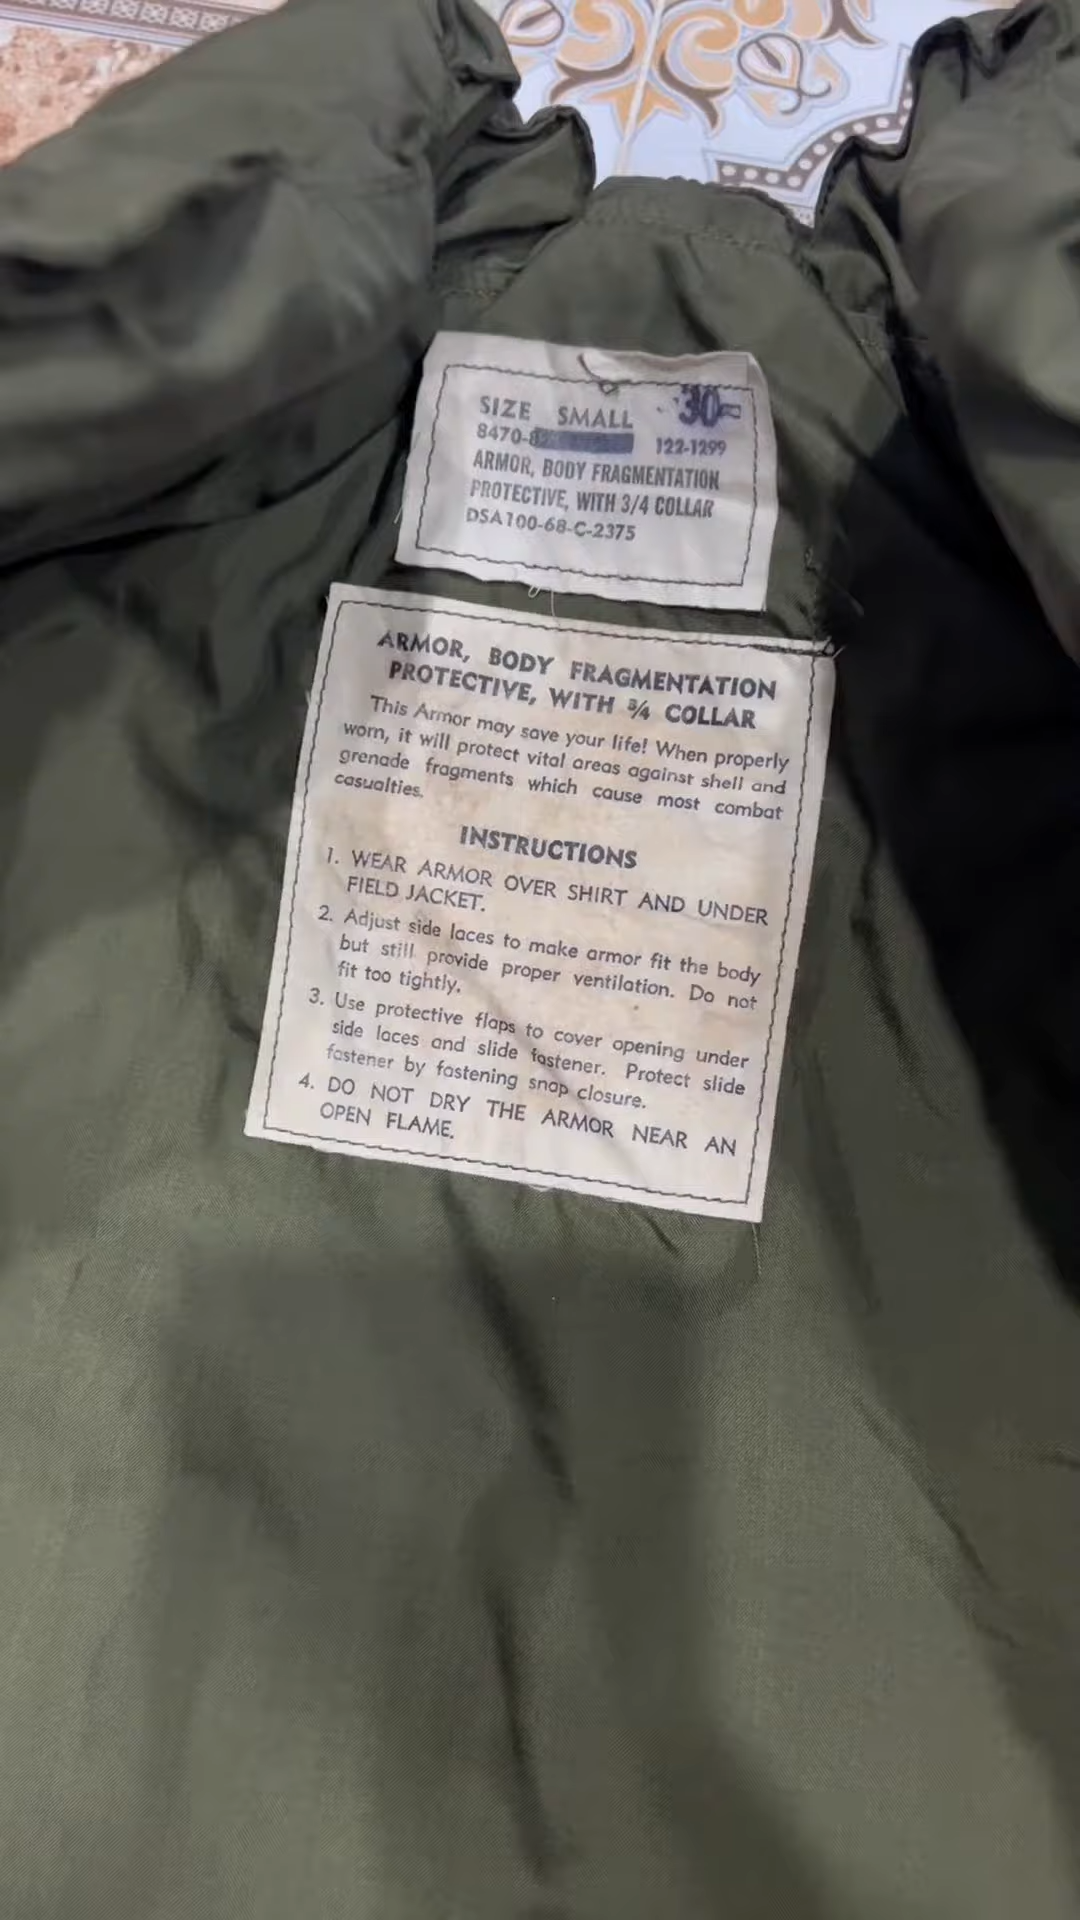 SIZE SMALL 30
8470-8 122-1299
ARMOR, BODY FRAGMENTATION
PROTECTIVE, WITH 3/4 COLLAR
DSA100-68-C-2375
ARMOR, BODY FRAGMENTATION
PROTECTIVE, WITH ¾ COLLAR
This Armor may save your life! When properly
worn, it will protect vital areas against shell and
grenade fragments which cause most combat
casualties.
INSTRUCTIONS
1. WEAR ARMOR OVER SHIRT AND UNDER
FIELD JACKET.
2. Adjust side laces to make armor fit the body
but still provide proper ventilation. Do not
fit too tightly.
3. Use protective flaps to cover opening under
side laces and slide fastener. Protect slide
fastener by fastening snap closure.
4. DO NOT DRY THE ARMOR NEAR AN
OPEN FLAME.